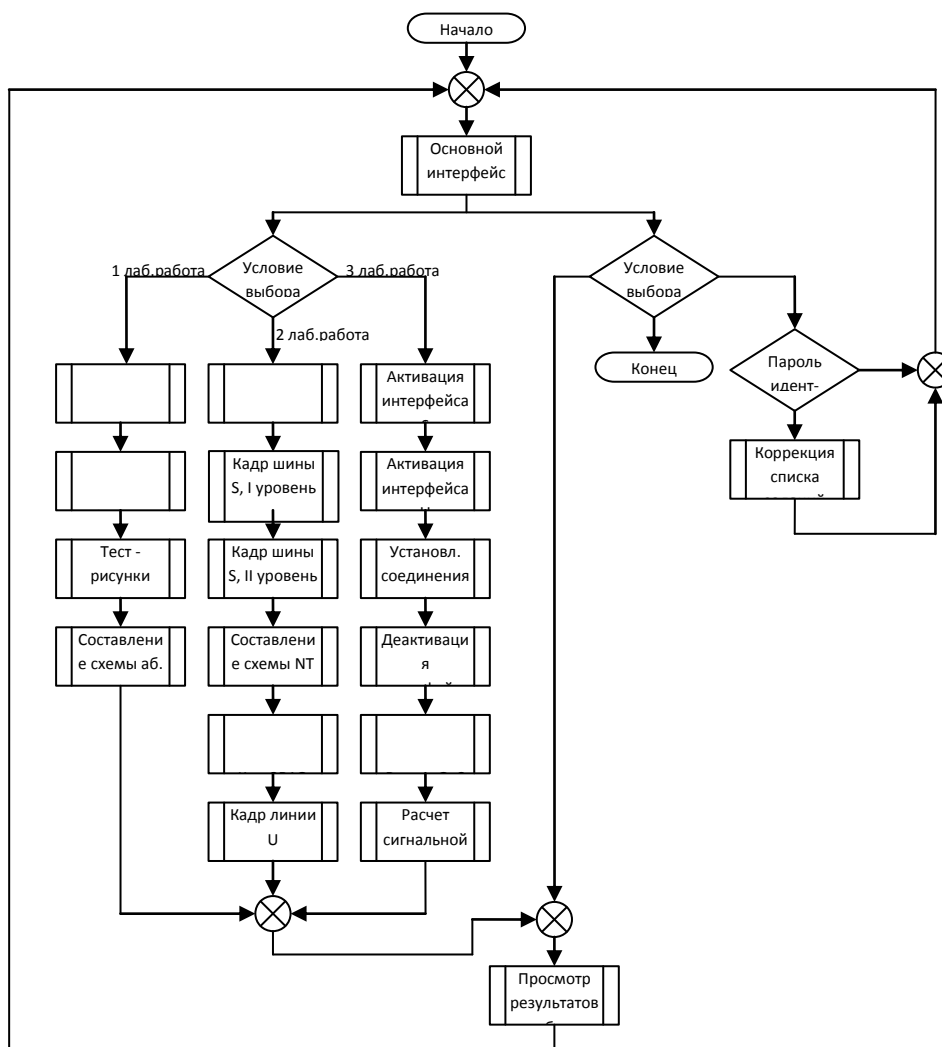 Начало
Основной
интерфейс
1 лаб.работа
Условие
выбора
3 лаб.работа
2 лаб.работа
Условие
выбора
Конец
Пароль
идент-
Коррекция
списка
Активация
интерфейса
Кадр шины
S, I уровень
Активация
интерфейса
Тест -
рисунки
Кадр шины
S, II уровень
Установл.
соединения
Составлени
е схемы аб.
Составлени
е схемы NT
Деактиваци
я
Кадр линии
U
Расчет
сигнальной
Просмотр
результатов